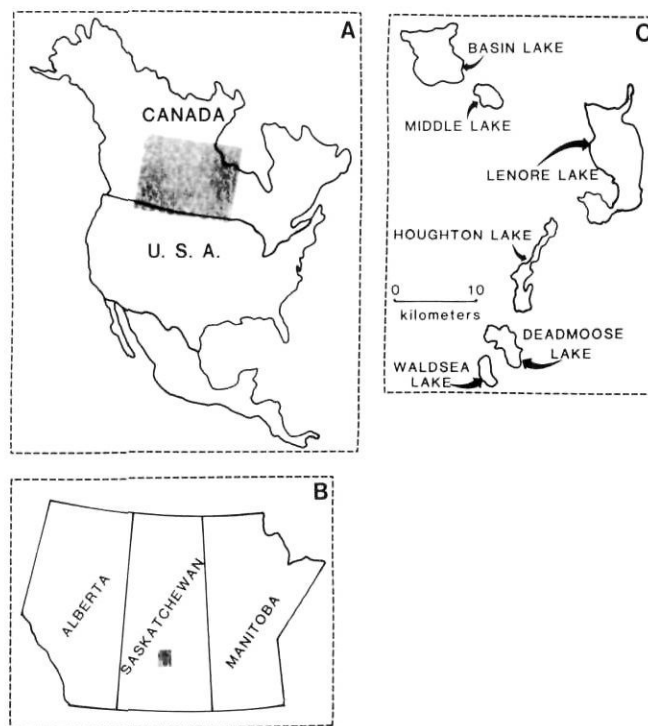 A
CANADA
U. S. A.
B
ALBERTA
SASKATCHEWAN
MANITOBA
C
BASIN LAKE
MIDDLE LAKE
LENORE LAKE
HOUGHTON LAKE
0 10
kilometers
DEADMOOSE
LAKE
WALDSEA
LAKE